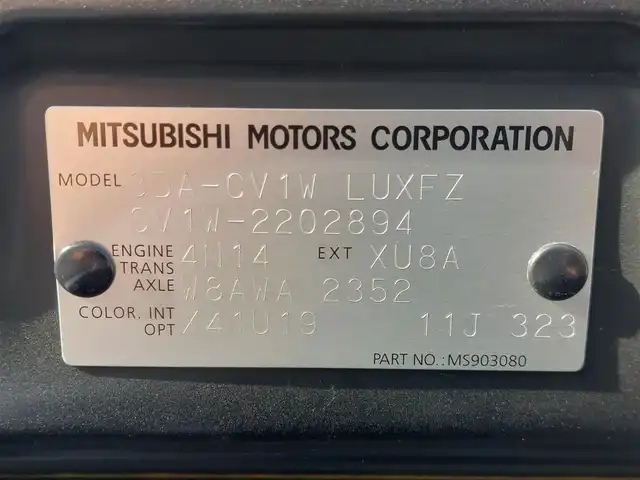 MITSUBISHI MOTORS CORPORATION
MODEL 3DA-CV1W LUXFZ
CV1W-2202894
ENGINE 4N14 EXT XU8A
TRANS
AXLE W8AWA 2352
COLOR. INT
OPT /41U19 11J 323
PART NO.:MS903080